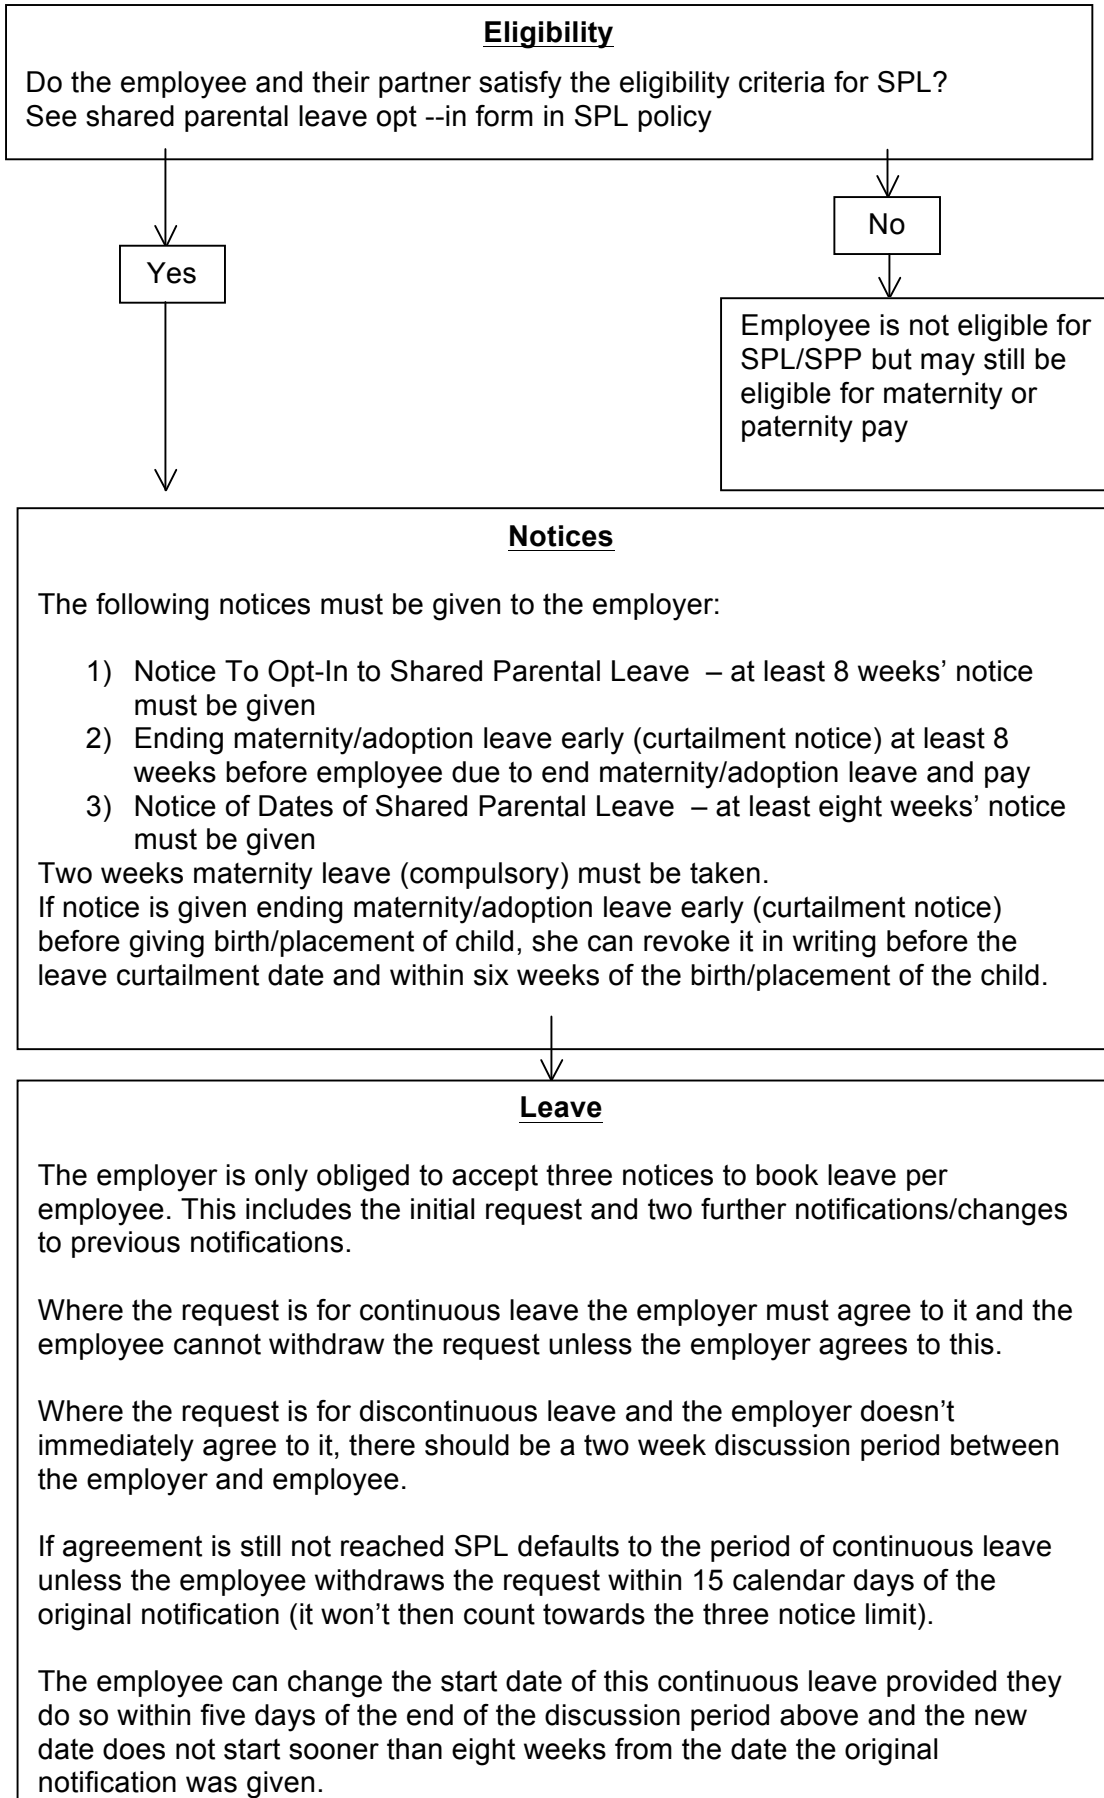 Eligibility
Do the employee and their partner satisfy the eligibility criteria for SPL?
See shared parental leave opt --in form in SPL policy
No
Yes
Employee is not eligible for
SPL/SPP but may still be
eligible for maternity or
paternity pay
Notices
The following notices must be given to the employer:
1) Notice To Opt-In to Shared Parental Leave – at least 8 weeks’ notice
must be given
2) Ending maternity/adoption leave early (curtailment notice) at least 8
weeks before employee due to end maternity/adoption leave and pay
3) Notice of Dates of Shared Parental Leave – at least eight weeks’ notice
must be given
Two weeks maternity leave (compulsory) must be taken.
If notice is given ending maternity/adoption leave early (curtailment notice)
before giving birth/placement of child, she can revoke it in writing before the
leave curtailment date and within six weeks of the birth/placement of the child.
Leave
The employer is only obliged to accept three notices to book leave per
employee. This includes the initial request and two further notifications/changes
to previous notifications.
Where the request is for continuous leave the employer must agree to it and the
employee cannot withdraw the request unless the employer agrees to this.
Where the request is for discontinuous leave and the employer doesn’t
immediately agree to it, there should be a two week discussion period between
the employer and employee.
If agreement is still not reached SPL defaults to the period of continuous leave
unless the employee withdraws the request within 15 calendar days of the
original notification (it won’t then count towards the three notice limit).
The employee can change the start date of this continuous leave provided they
do so within five days of the end of the discussion period above and the new
date does not start sooner than eight weeks from the date the original
notification was given.